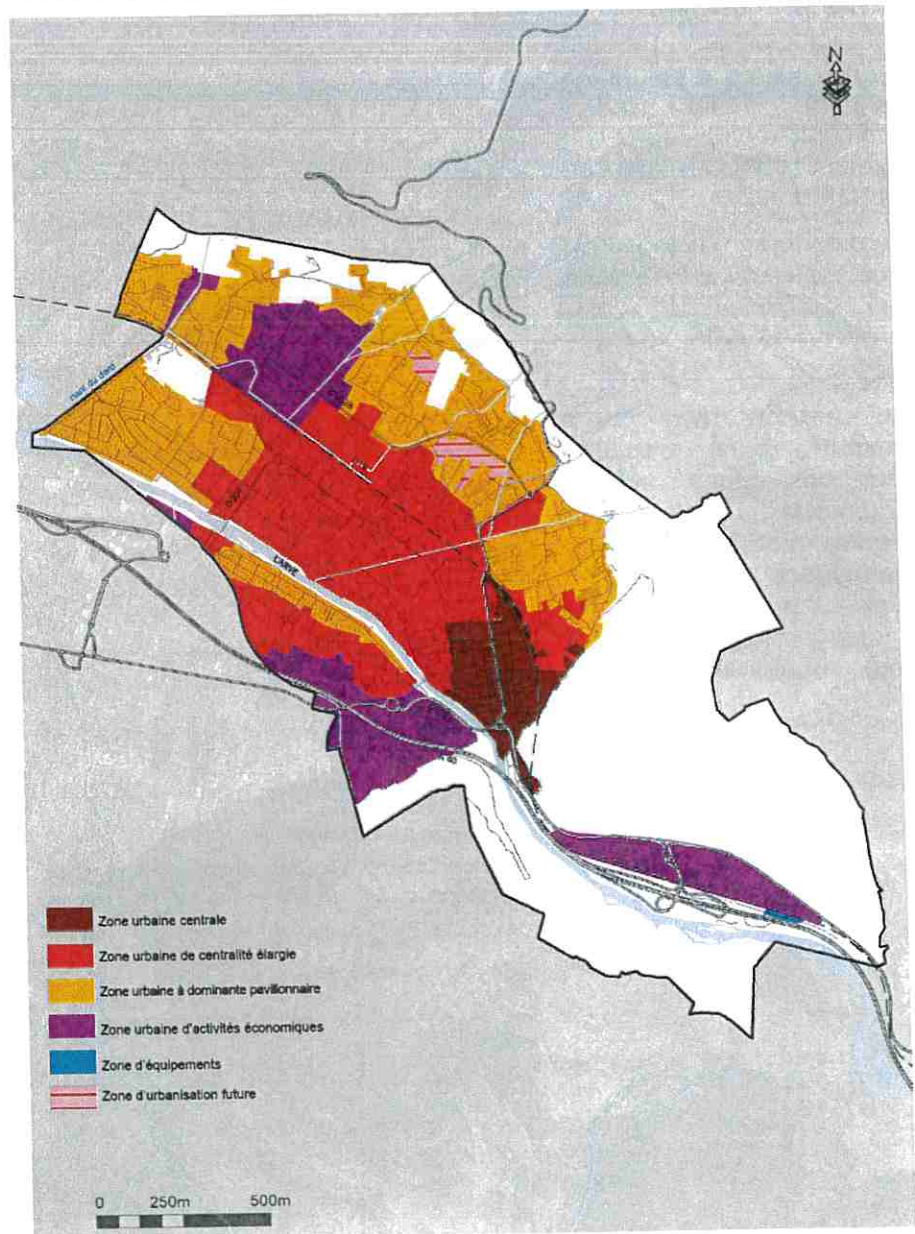 N
L'ARVE
Zone urbaine centrale
Zone urbaine de centralité élargie
Zone urbaine à dominante pavillonnaire
Zone urbaine d'activités économiques
Zone d'équipements
Zone d'urbanisation future
0 250m 500m